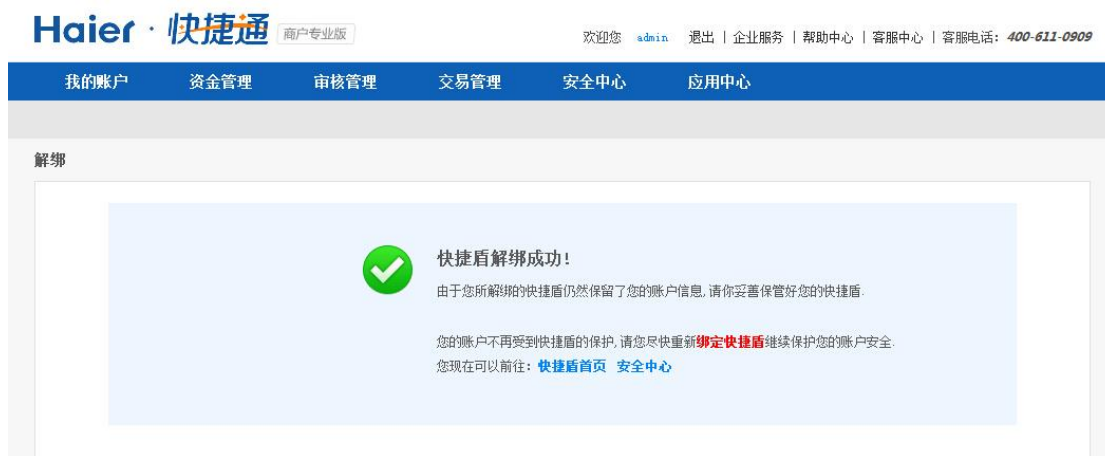 Haier · 快捷通 商户专业版
欢迎您 admin 退出 | 企业服务 | 帮助中心 | 客服中心 | 客服电话: 400-611-0909
我的账户 资金管理 审核管理 交易管理 安全中心 应用中心
解绑
快捷盾解绑成功!
由于您所解绑的快捷盾仍然保留了您的账户信息,请你妥善保管好您的快捷盾.
您的账户不再受到快捷盾的保护,请您尽快重新绑定快捷盾继续保护您的账户安全.
您现在可以前往: 快捷盾首页 安全中心